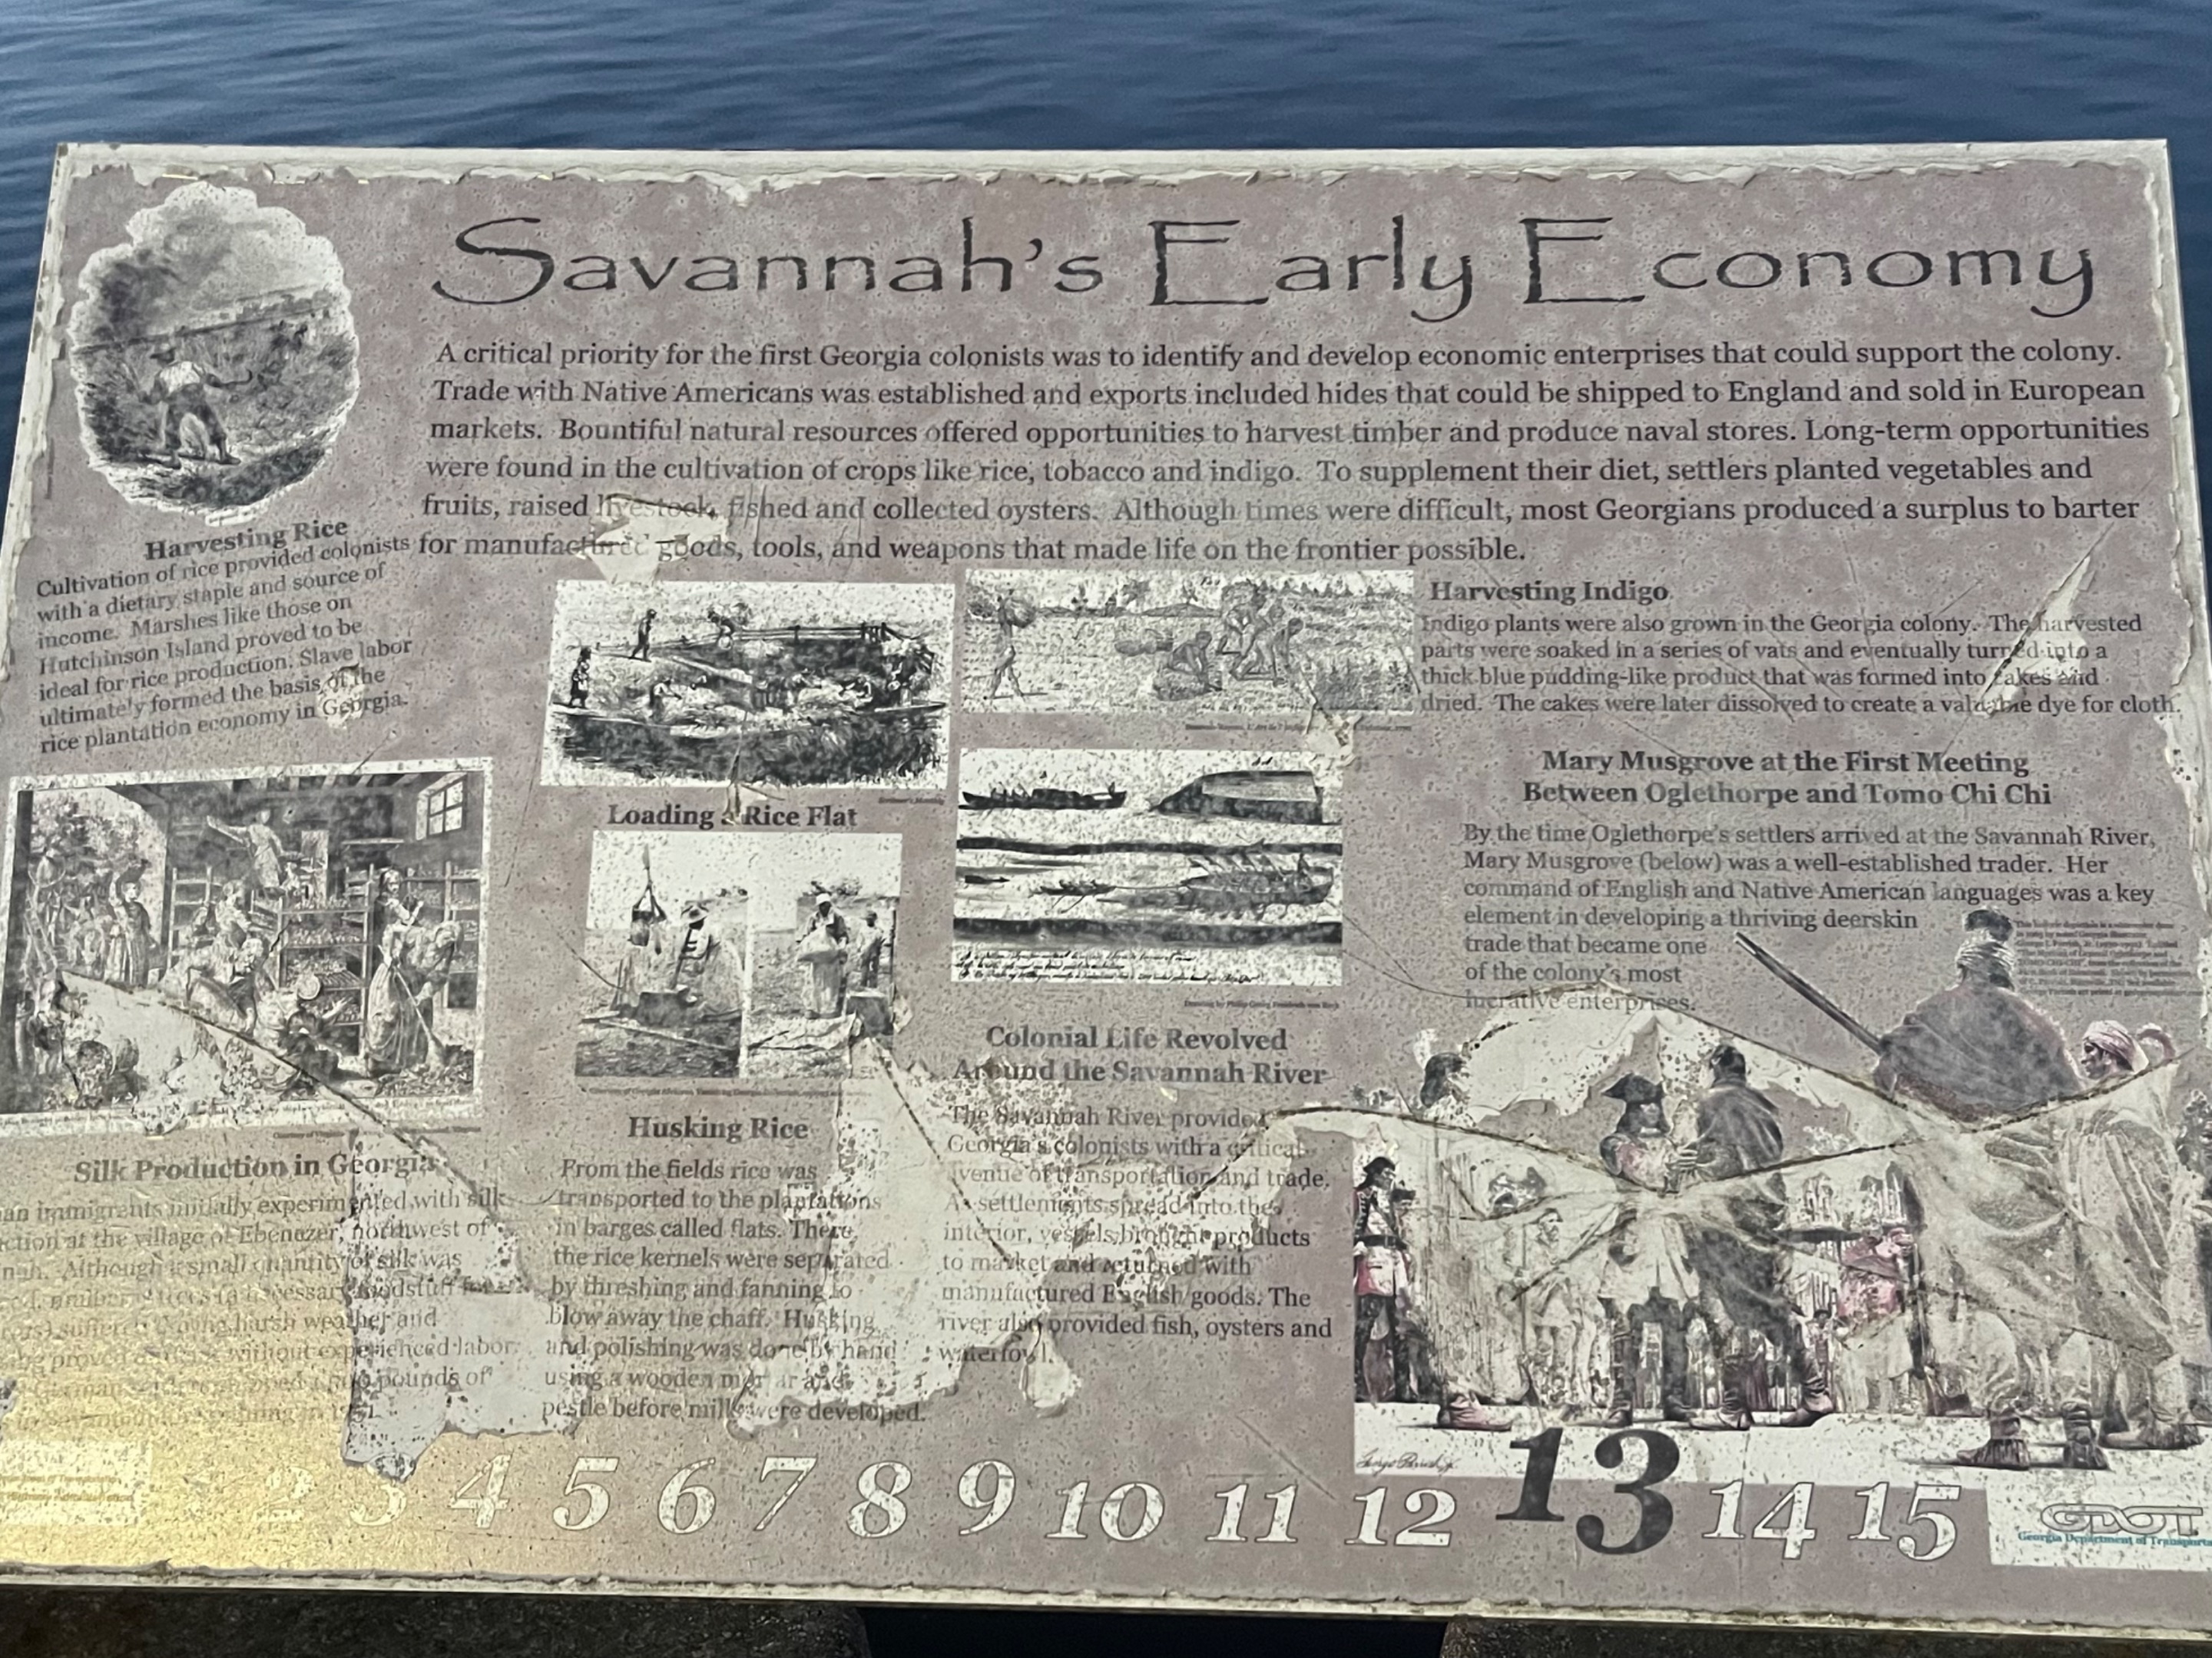 Savannah's Early Economy
A critical priority for the first Georgia colonists was to identify and develop economic enterprises that could support the colony.
Trade with Native Americans was established and exports included hides that could be shipped to England and sold in European
markets. Bountiful natural resources offered opportunities to harvest timber and produce naval stores. Long-term opportunities
were found in the cultivation of crops like rice, tobacco and indigo. To supplement their diet, settlers planted vegetables and
fruits, raised livestock, fished and collected oysters. Although times were difficult, most Georgians produced a surplus to barter
for manufactured goods, tools, and weapons that made life on the frontier possible.
Harvesting Rice
Cultivation of rice provided colonists
with a dietary staple and source of
income. Marshes like those on
Hutchinson Island proved to be
ideal for rice production. Slave labor
ultimately formed the basis of the
rice plantation economy in Georgia.
Loading a Rice Flat
Harvesting Indigo
Indigo plants were also grown in the Georgia colony. The harvested
parts were soaked in a series of vats and eventually turned into a
thick blue pudding-like product that was formed into cakes and
dried. The cakes were later dissolved to create a valuable dye for cloth.
Mary Musgrove at the First Meeting
Between Oglethorpe and Tomo Chi Chi
By the time Oglethorpe's settlers arrived at the Savannah River,
Mary Musgrove (below) was a well-established trader. Her
command of English and Native American languages was a key
element in developing a thriving deerskin
trade that became one
of the colony's most
lucrative enterprises.
Silk Production in Georgia
an immigrants initially experimented with silk
ction at the village of Ebenezer, northwest of
nah. Although a small quantity of silk was
foodstuff for
suffered harsh weather and
proved without experienced labor
German pounds of
in
Husking Rice
From the fields rice was
transported to the plantations
in barges called flats. There,
the rice kernels were separated
by threshing and fanning to
blow away the chaff. Husking
and polishing was done by hand
using a wooden mortar and
pestle before mills were developed.
Colonial Life Revolved
Around the Savannah River
The Savannah River provided
Georgia's colonists with a critical
avenue of transportation and trade.
As settlements spread into the
interior, vessels brought products
to market and returned with
manufactured English goods. The
river also provided fish, oysters and
waterfowl.
2 3 4 5 6 7 8 9 10 11 12 13 14 15
GDOT
Georgia Department of Transporta